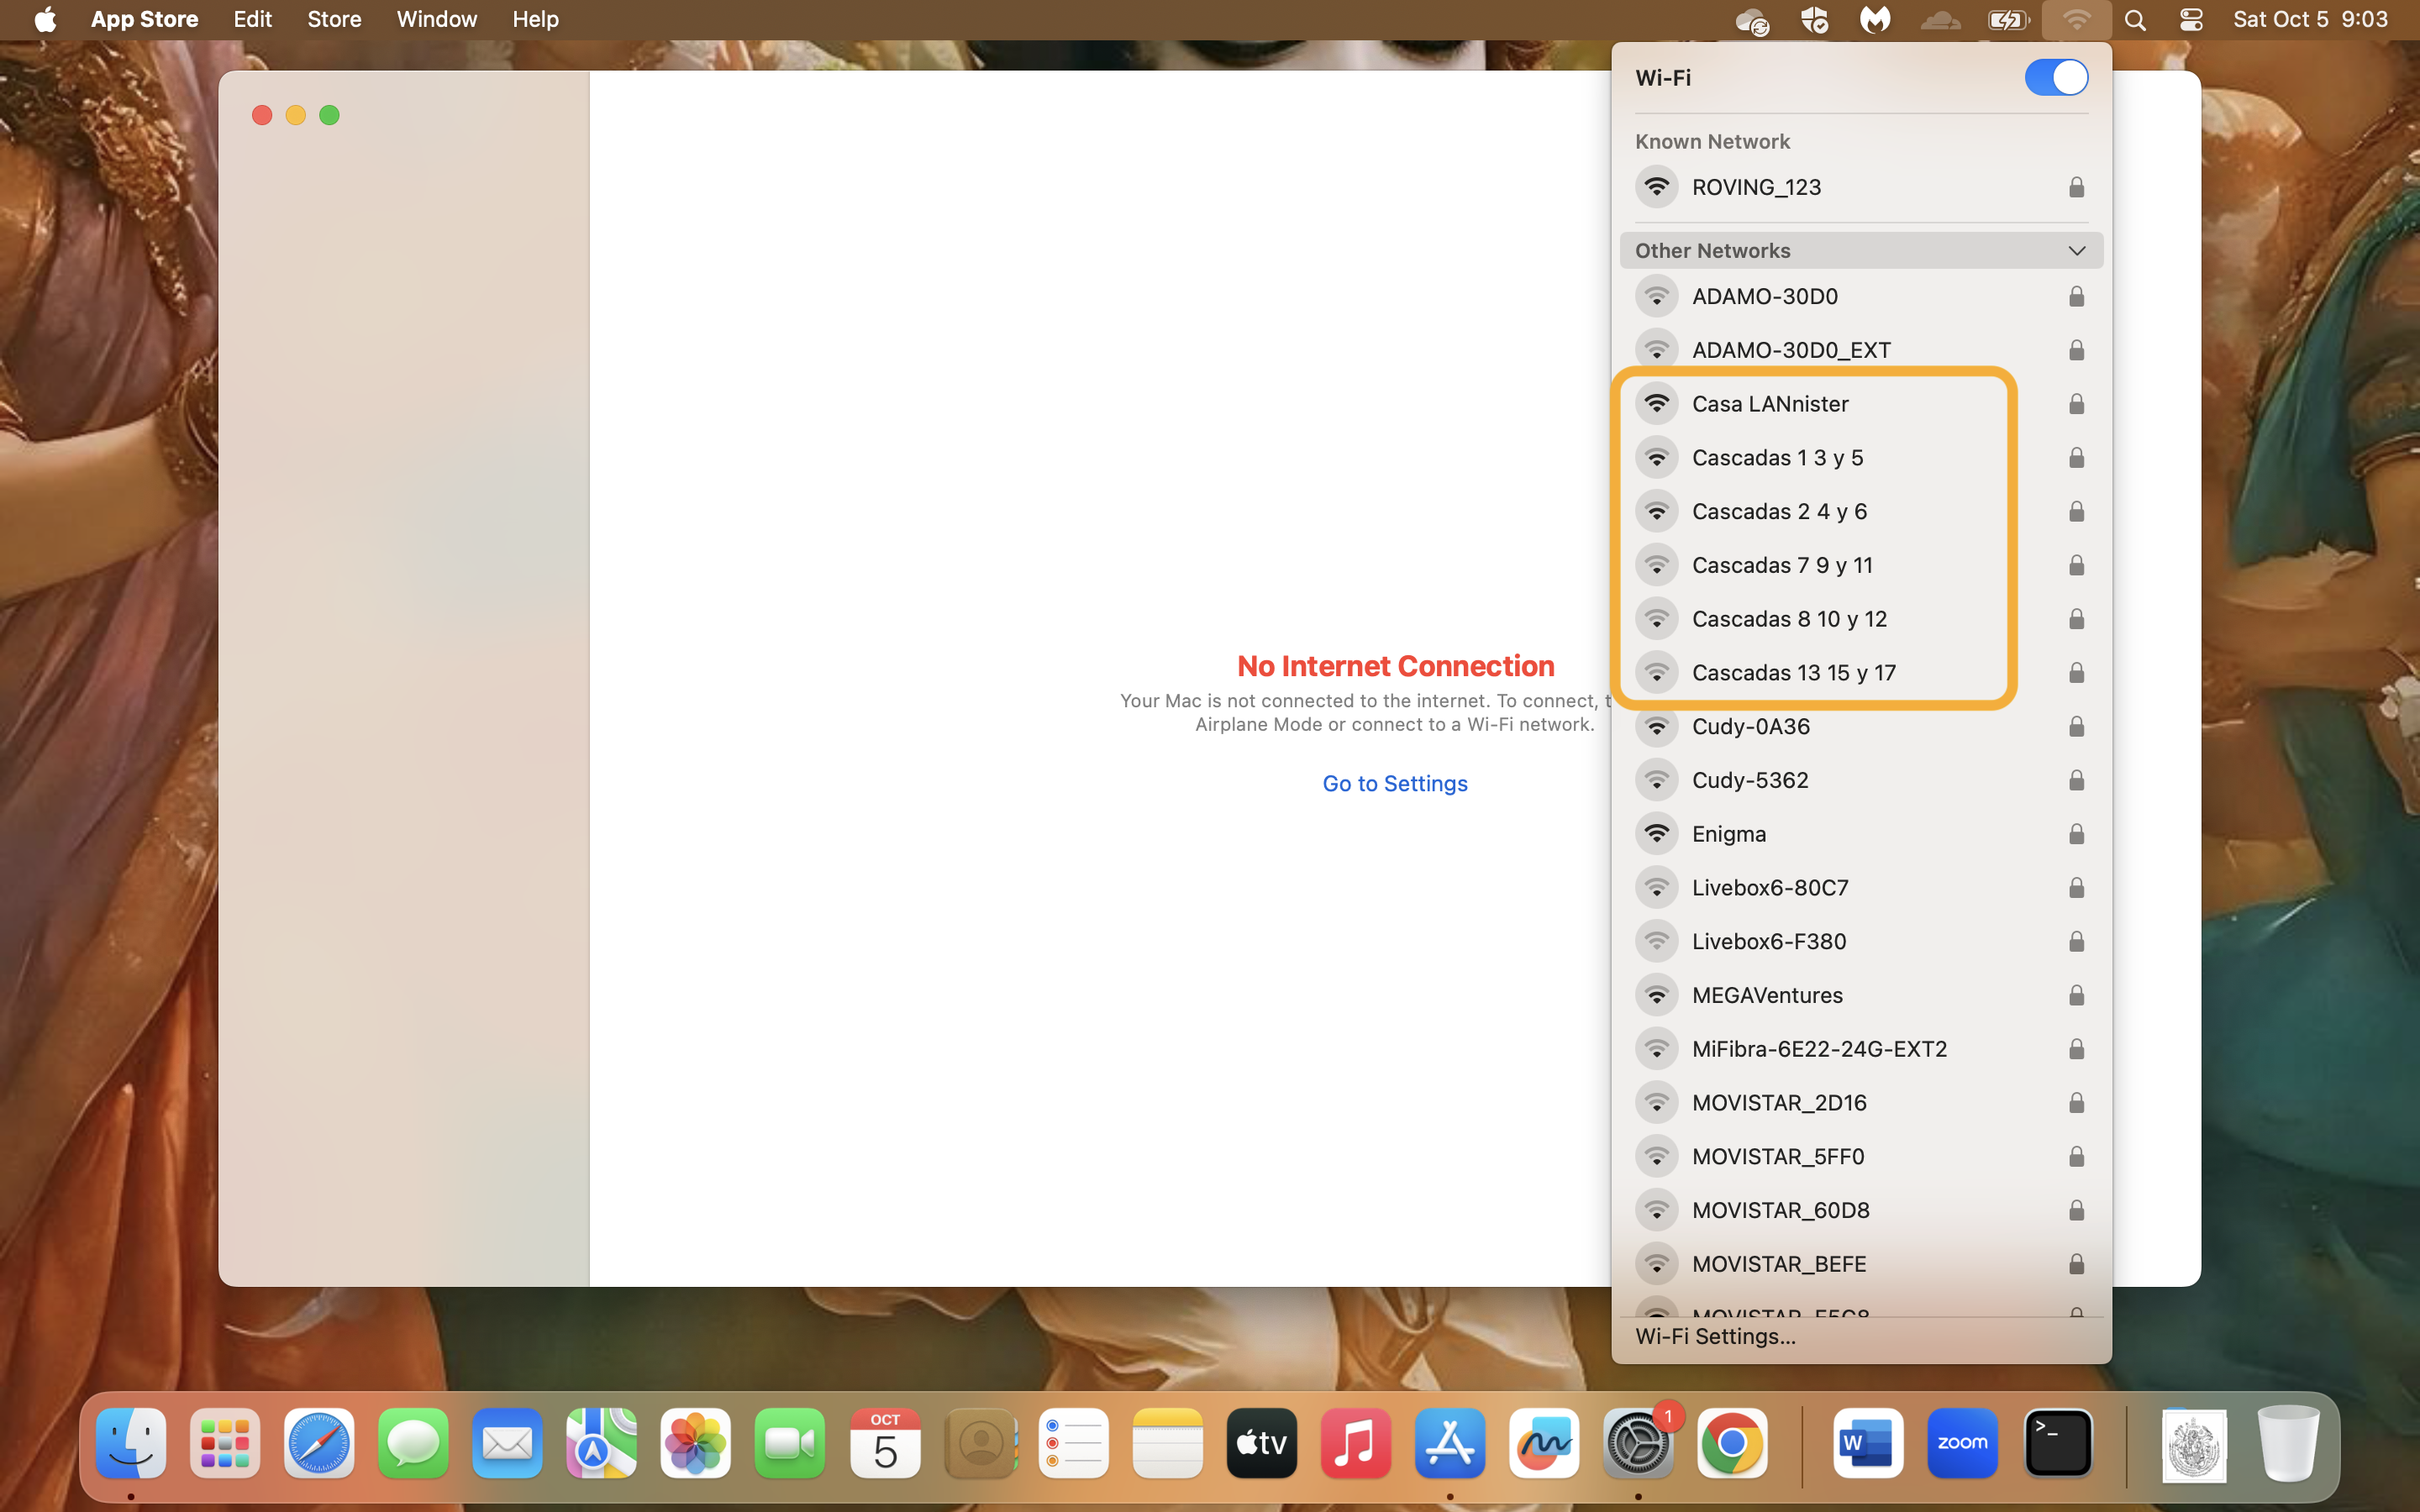 App Store Edit Store Window Help Sat Oct 5 9:03
Wi-Fi
Known Network
ROVING_123
Other Networks
ADAMO-30D0
ADAMO-30D0_EXT
Casa LANnister
Cascadas 1 3 y 5
Cascadas 2 4 y 6
Cascadas 7 9 y 11
Cascadas 8 10 y 12
Cascadas 13 15 y 17
Cudy-0A36
Cudy-5362
Enigma
Livebox6-80C7
Livebox6-F380
MEGAVentures
MiFibra-6E22-24G-EXT2
MOVISTAR_2D16
MOVISTAR_5FF0
MOVISTAR_60D8
MOVISTAR_BEFE
Wi-Fi Settings...
No Internet Connection
Your Mac is not connected to the internet. To connect, t
Airplane Mode or connect to a Wi-Fi network.
Go to Settings
OCT
5
tv
1
W
zoom
>_